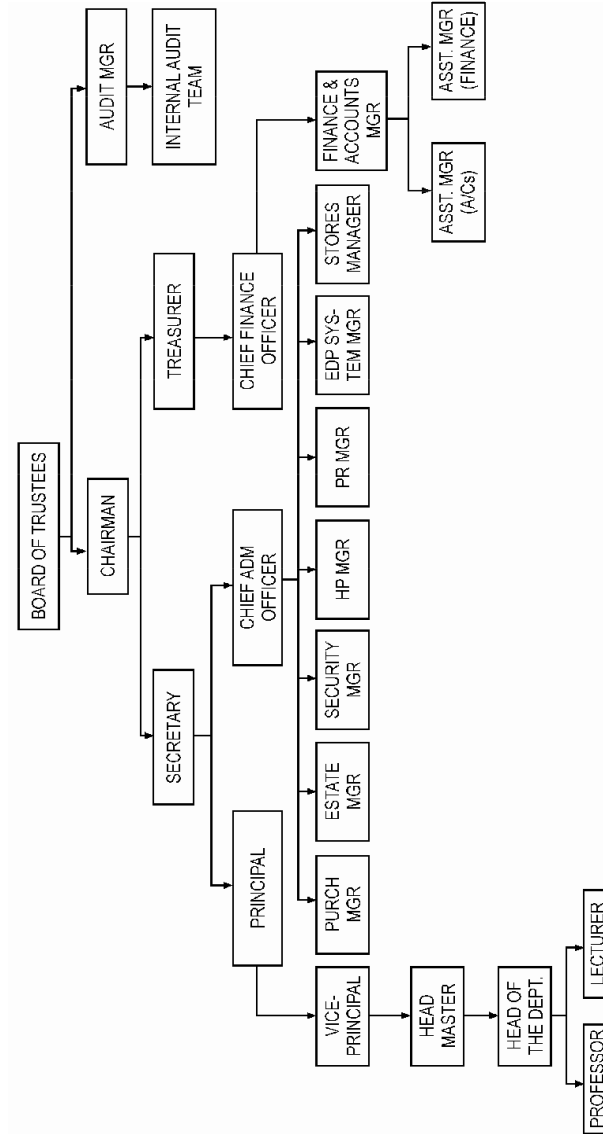 BOARD OF TRUSTEES
CHAIRMAN
AUDIT MGR
SECRETARY
TREASURER
INTERNAL AUDIT
TEAM
PRINCIPAL
CHIEF ADM
OFFICER
CHIEF FINANCE
OFFICER
VICE-
PRINCIPAL
PURCH
MGR
ESTATE
MGR
SECURITY
MGR
HP MGR
PR MGR
EDP SYS-
TEM MGR
STORES
MANAGER
FINANCE &
ACCOUNTS
MGR
HEAD
MASTER
ASST. MGR
(A/Cs)
ASST. MGR
(FINANCE)
HEAD OF
THE DEPT.
PROFESSOR
LECTURER